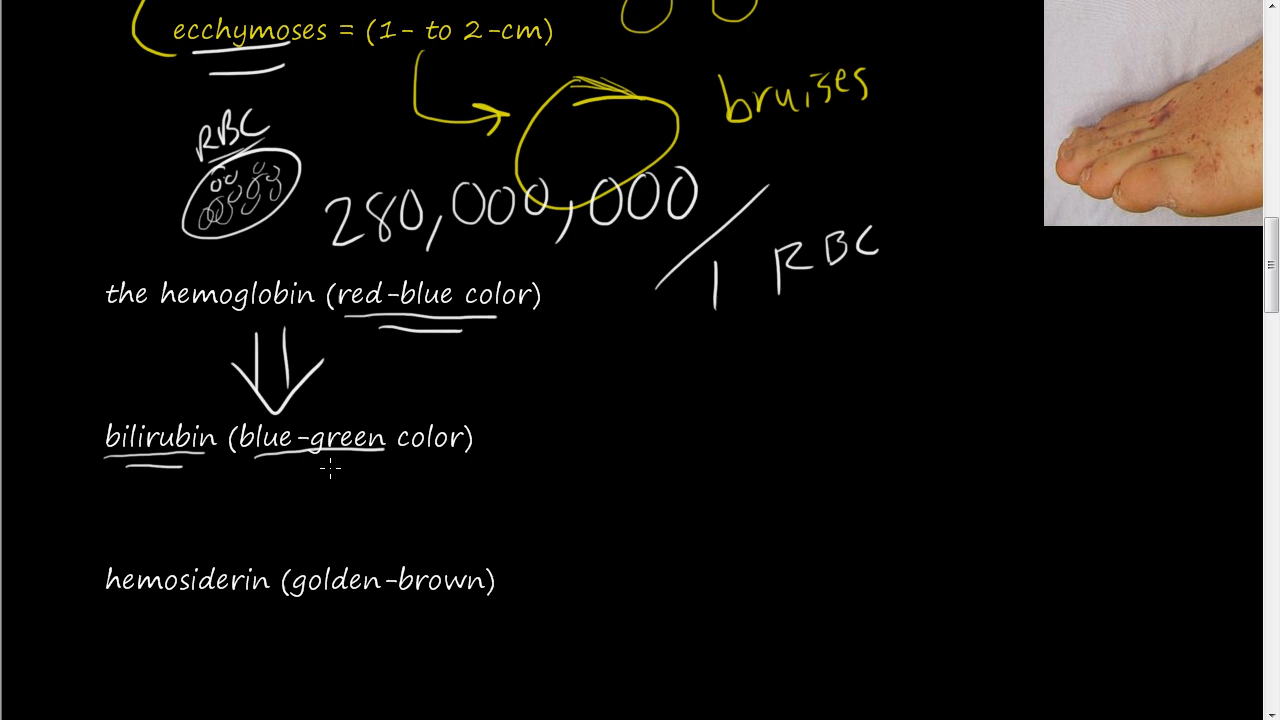 ecchymoses = (1- to 2-cm)
bruises
RBC
280,000,000 / 1 RBC
the hemoglobin (red-blue color)
bilirubin (blue-green color)
hemosiderin (golden-brown)